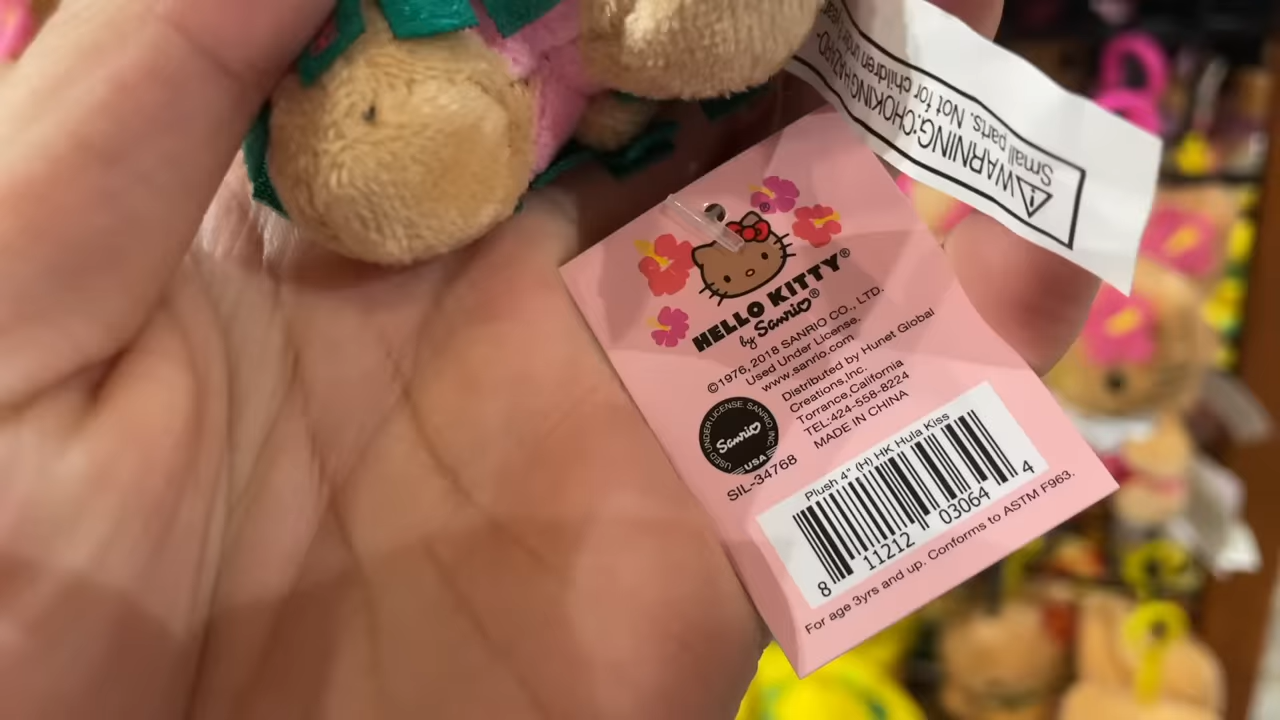 ⚠WARNING:CHOKING HAZARD-
Small parts. Not for children under
HELLO KITTY®
by Sanrio®
©1976, 2018 SANRIO CO., LTD.
Used Under License.
www.sanrio.com
Distributed by Hunet Global
Creations,Inc.
Torrance,California
TEL:424-558-8224
MADE IN CHINA
USED UNDER LICENSE. SANRIO, INC.
Sanrio
USA
SIL-34768
Plush 4" (H) HK Hula Kiss
8 11212 03064 4
For age 3yrs and up. Conforms to ASTM F963.